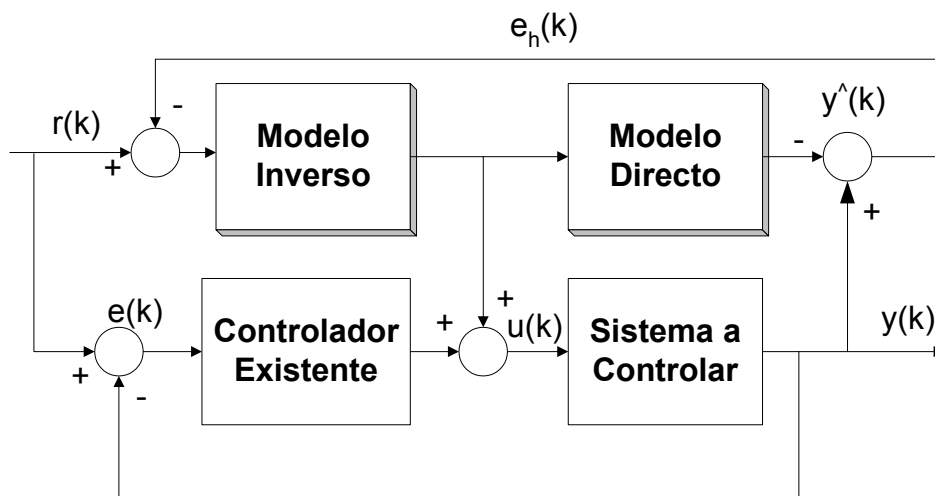 e_h(k)
-
r(k)
+
Modelo
Inverso
Modelo
Directo
-
y^(k)
+
e(k)
+
-
Controlador
Existente
+
+
u(k)
Sistema a
Controlar
y(k)